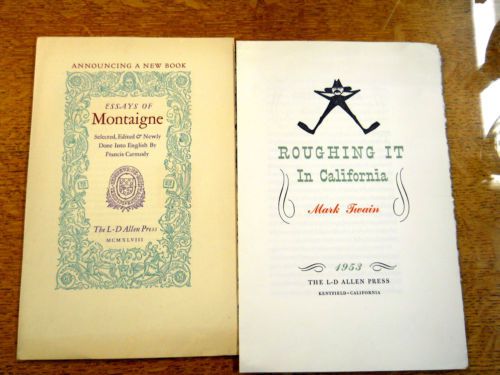 ANNOUNCING A NEW BOOK
ESSAYS OF
Montaigne
Selected, Edited & Newly
Done Into English By
Francis Carmody
The L-D Allen Press
MCMXLVIII
ROUGHING IT
In California
Mark Twain
1953
THE L-D ALLEN PRESS
KENTFIELD • CALIFORNIA